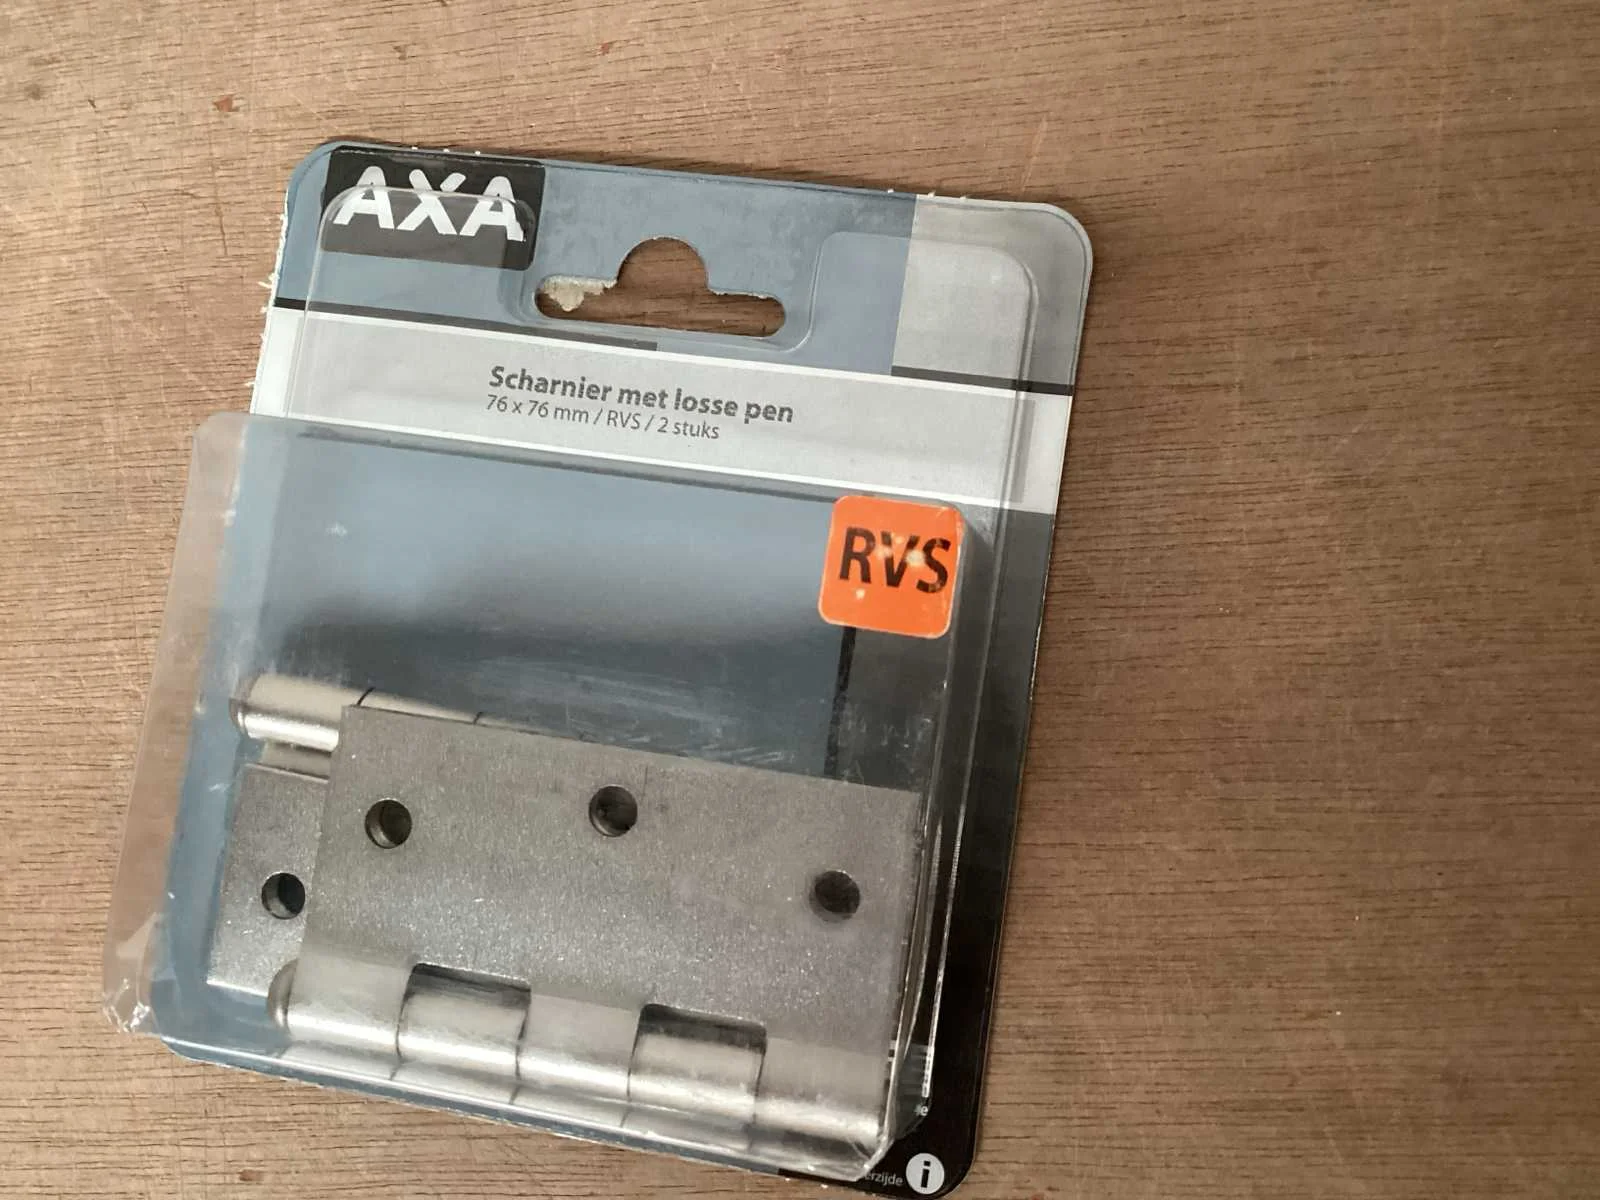 AXA
Scharnier met losse pen
76 x 76 mm / RVS / 2 stuks
RVS
i